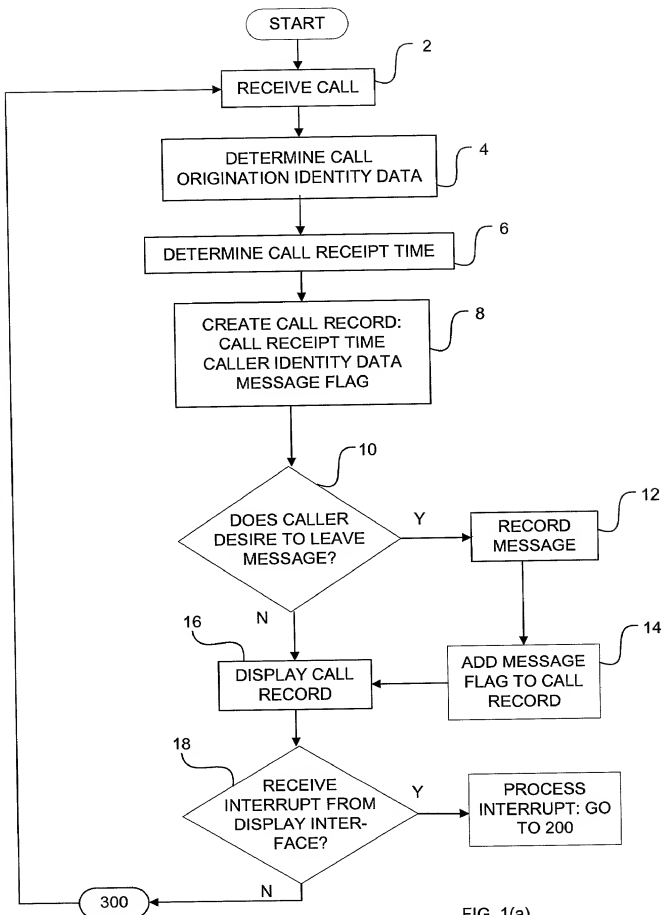 START
2
RECEIVE CALL
4
DETERMINE CALL
ORIGINATION IDENTITY DATA
6
DETERMINE CALL RECEIPT TIME
8
CREATE CALL RECORD:
CALL RECEIPT TIME
CALLER IDENTITY DATA
MESSAGE FLAG
10
DOES CALLER
DESIRE TO LEAVE
MESSAGE?
Y
12
RECORD
MESSAGE
N
14
ADD MESSAGE
FLAG TO CALL
RECORD
16
DISPLAY CALL
RECORD
18
RECEIVE
INTERRUPT FROM
DISPLAY INTER-
FACE?
Y
PROCESS
INTERRUPT: GO
TO 200
N
300
FIG. 1(a)